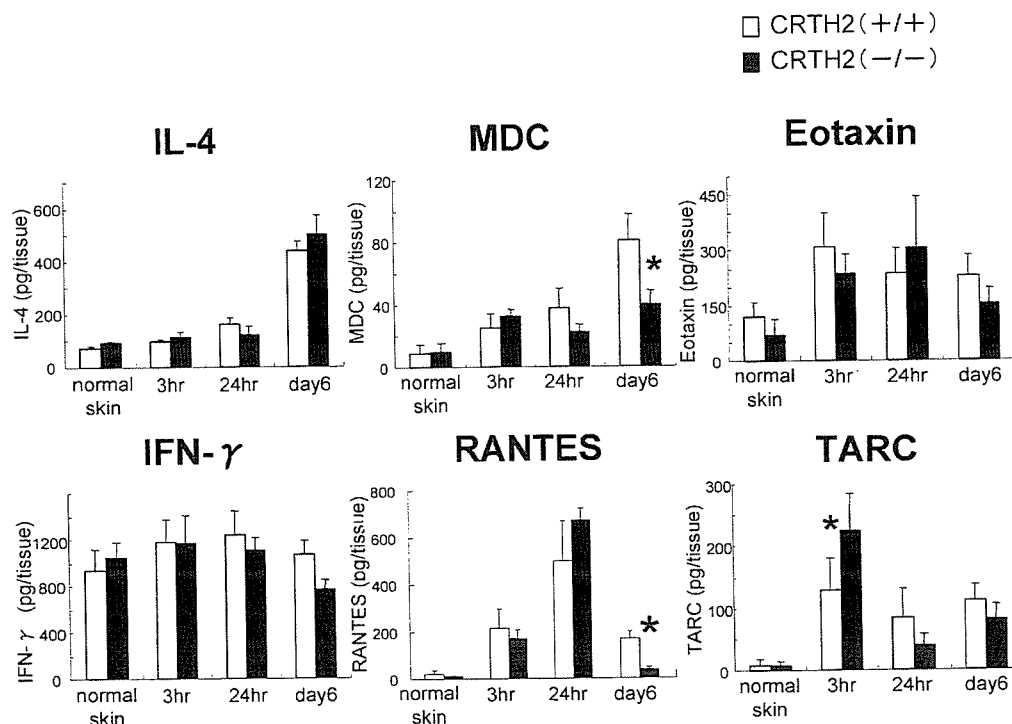 CRTH2(+/+)
CRTH2(−/−)
IL-4
IL-4 (pg/tissue)
600
400
200
0
normal skin
3hr
24hr
day6
MDC
MDC (pg/tissue)
120
80
40
0
*
normal skin
3hr
24hr
day6
Eotaxin
Eotaxin (pg/tissue)
450
300
150
0
normal skin
3hr
24hr
day6
IFN-γ
IFN-γ (pg/tissue)
1200
800
400
0
normal skin
3hr
24hr
day6
RANTES
RANTES (pg/tissue)
800
600
400
200
0
*
normal skin
3hr
24hr
day6
TARC
TARC (pg/tissue)
300
200
100
0
*
normal skin
3hr
24hr
day6